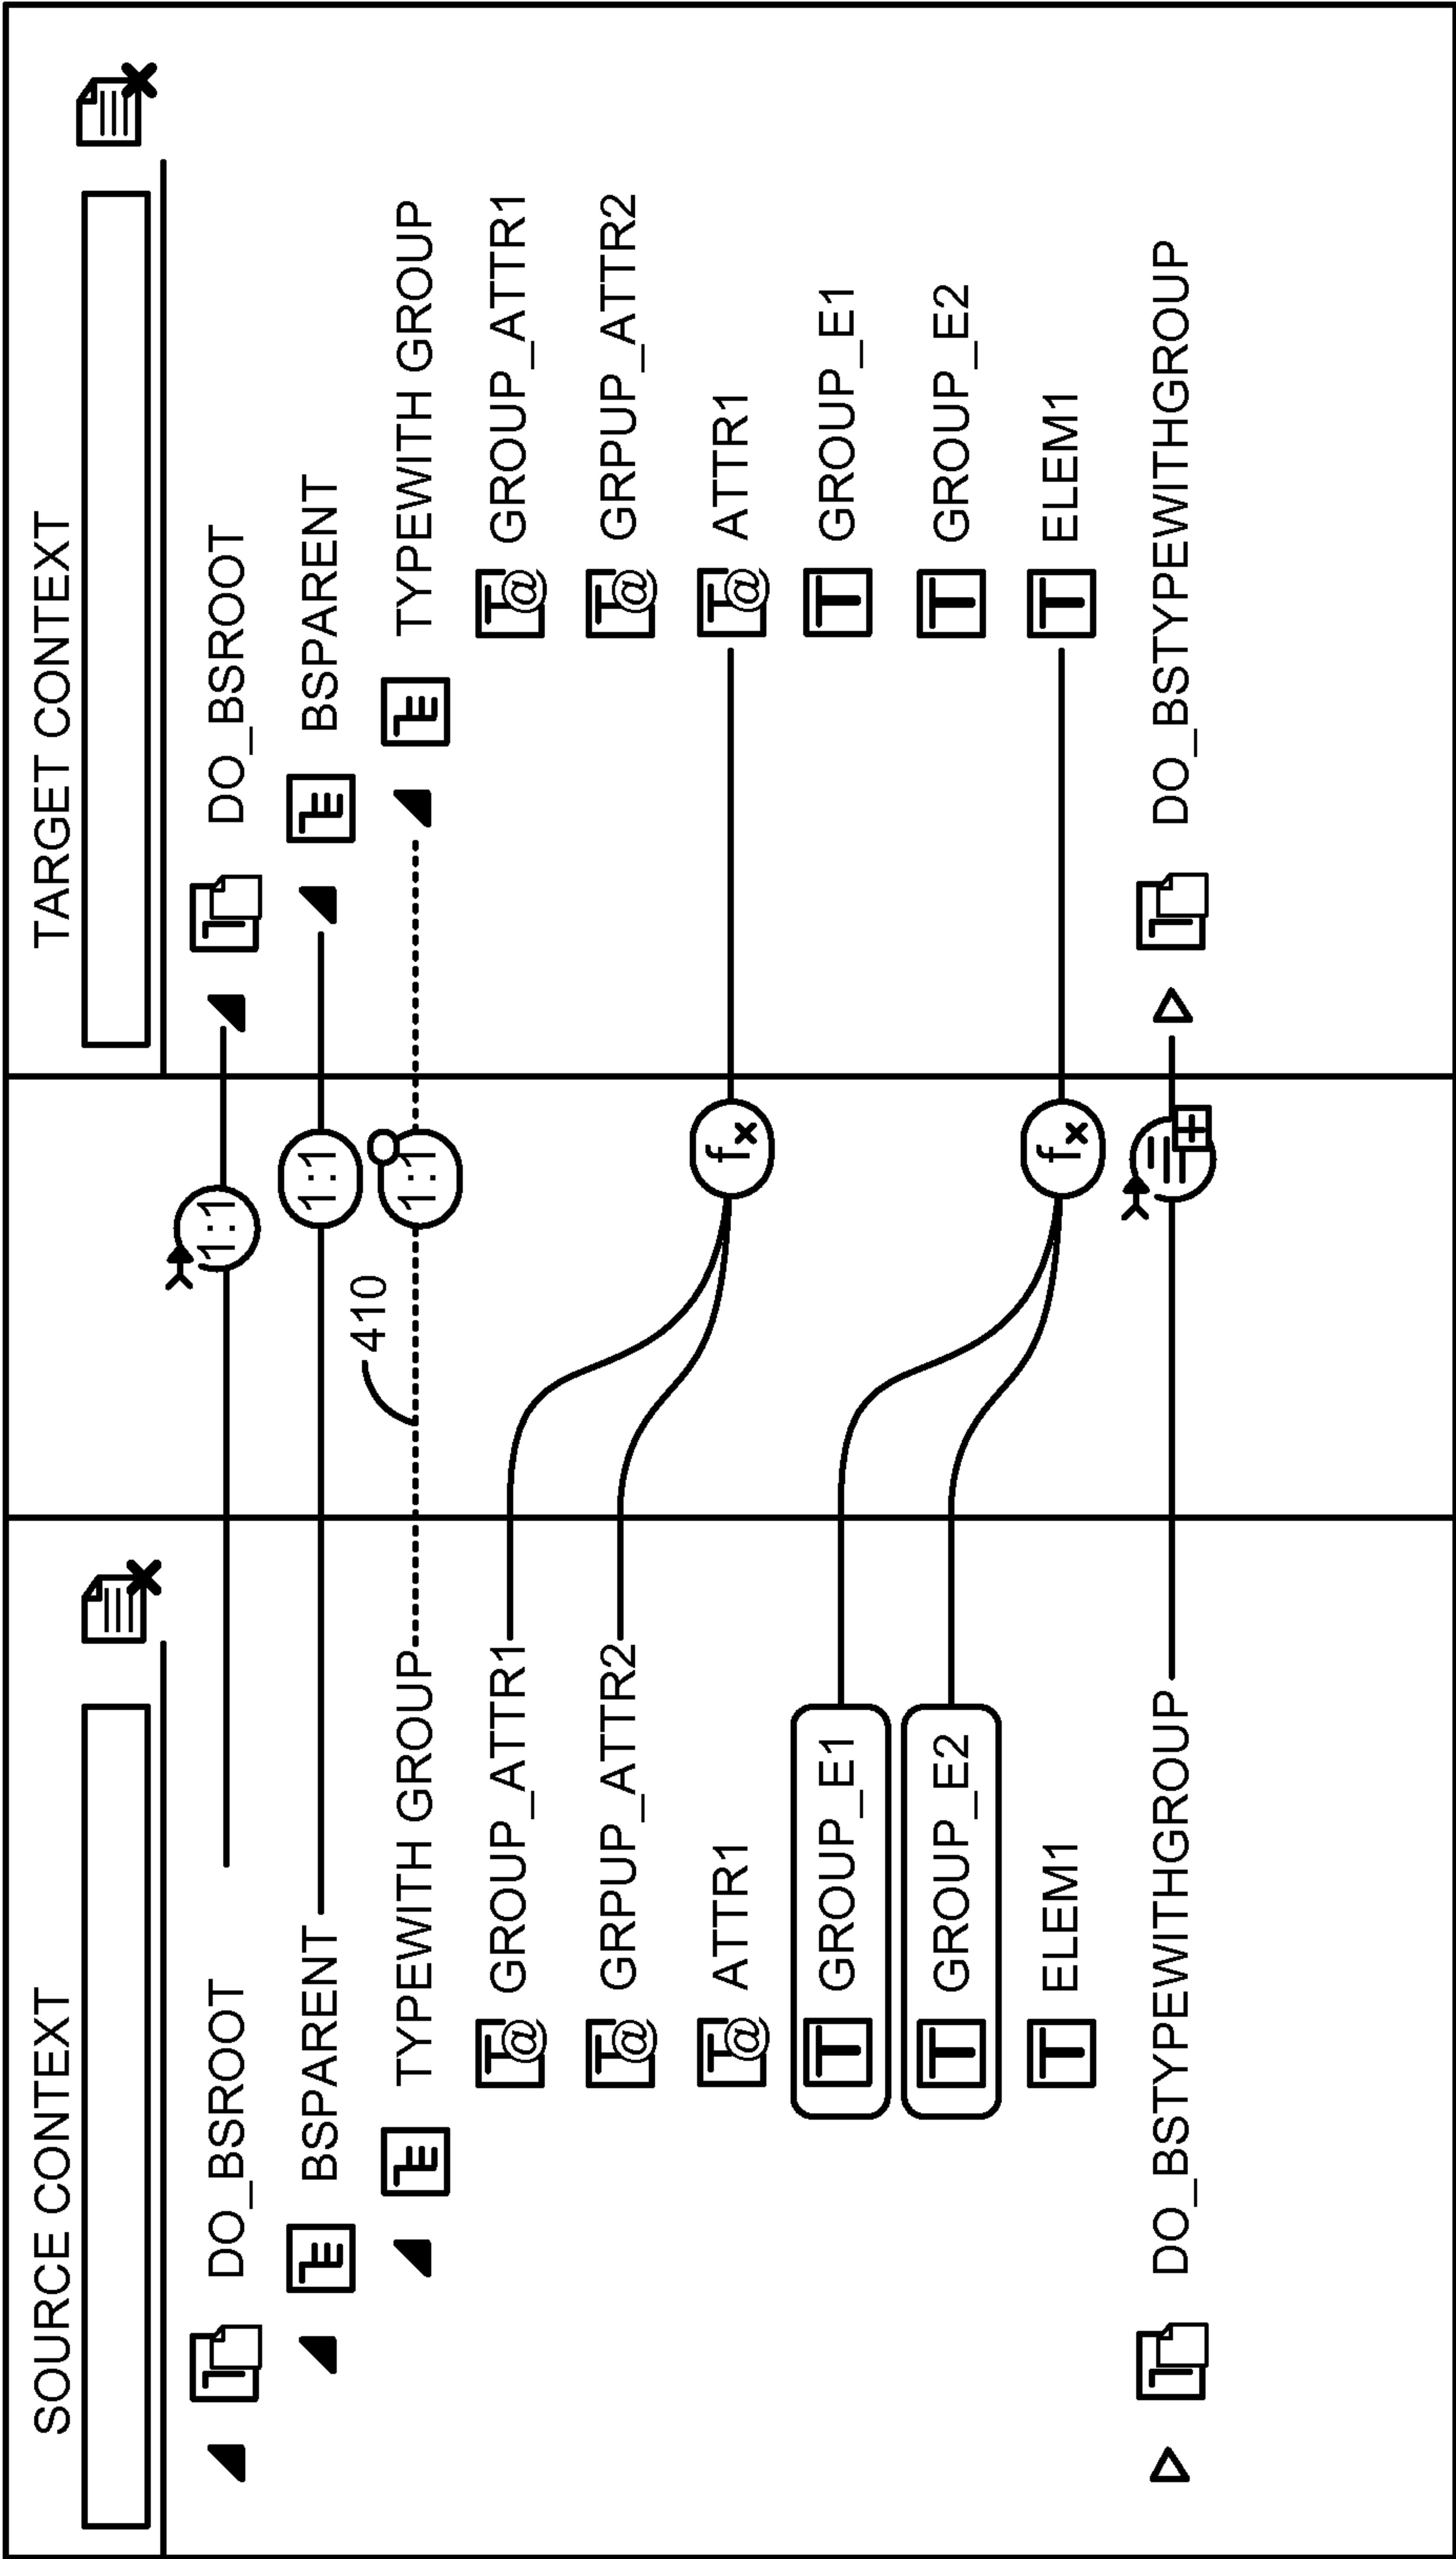 SOURCE CONTEXT
TARGET CONTEXT
DO_BSROOT
1:1
DO_BSROOT
BSPARENT
1:1
BSPARENT
410
TYPEWITH GROUP
1:1
TYPEWITH GROUP
T@ GROUP_ATTR1
T@ GROUP_ATTR1
T@ GRPUP_ATTR2
T@ GRPUP_ATTR2
T@ ATTR1
fx
T@ ATTR1
T GROUP_E1
T GROUP_E1
T GROUP_E2
T GROUP_E2
T ELEM1
fx
T ELEM1
DO_BSTYPEWITHGROUP
DO_BSTYPEWITHGROUP